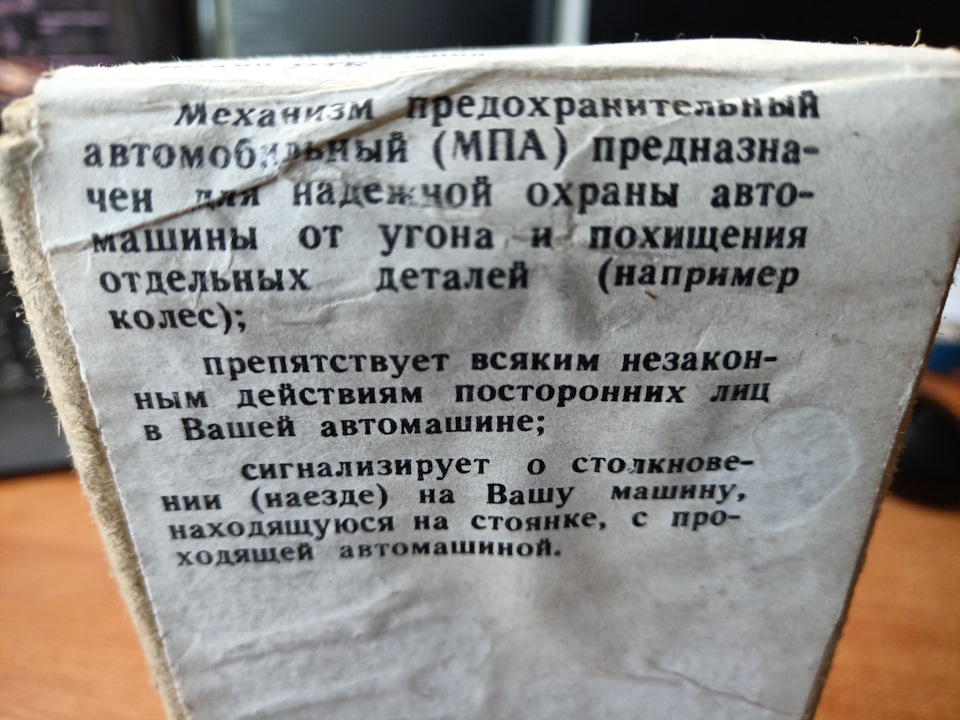 Механизм предохранительный
автомобильный (МПА) предназна-
чен для надежной охраны авто-
машины от угона и похищения
отдельных деталей (например
колес);
препятствует всяким незакон-
ным действиям посторонних лиц
в Вашей автомашине;
сигнализирует о столкнове-
нии (наезде) на Вашу машину,
находящуюся на стоянке, с про-
ходящей автомашиной.